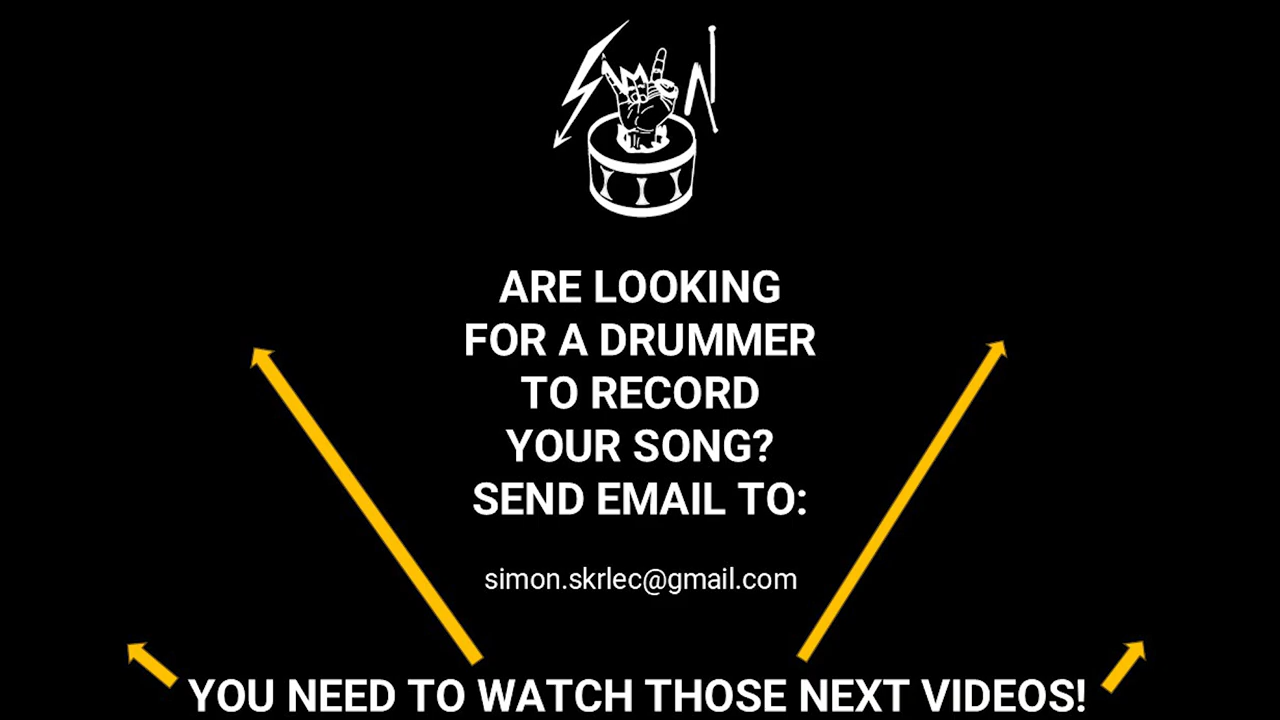 SIMON
ARE LOOKING
FOR A DRUMMER
TO RECORD
YOUR SONG?
SEND EMAIL TO:
simon.skrlec@gmail.com
YOU NEED TO WATCH THOSE NEXT VIDEOS!